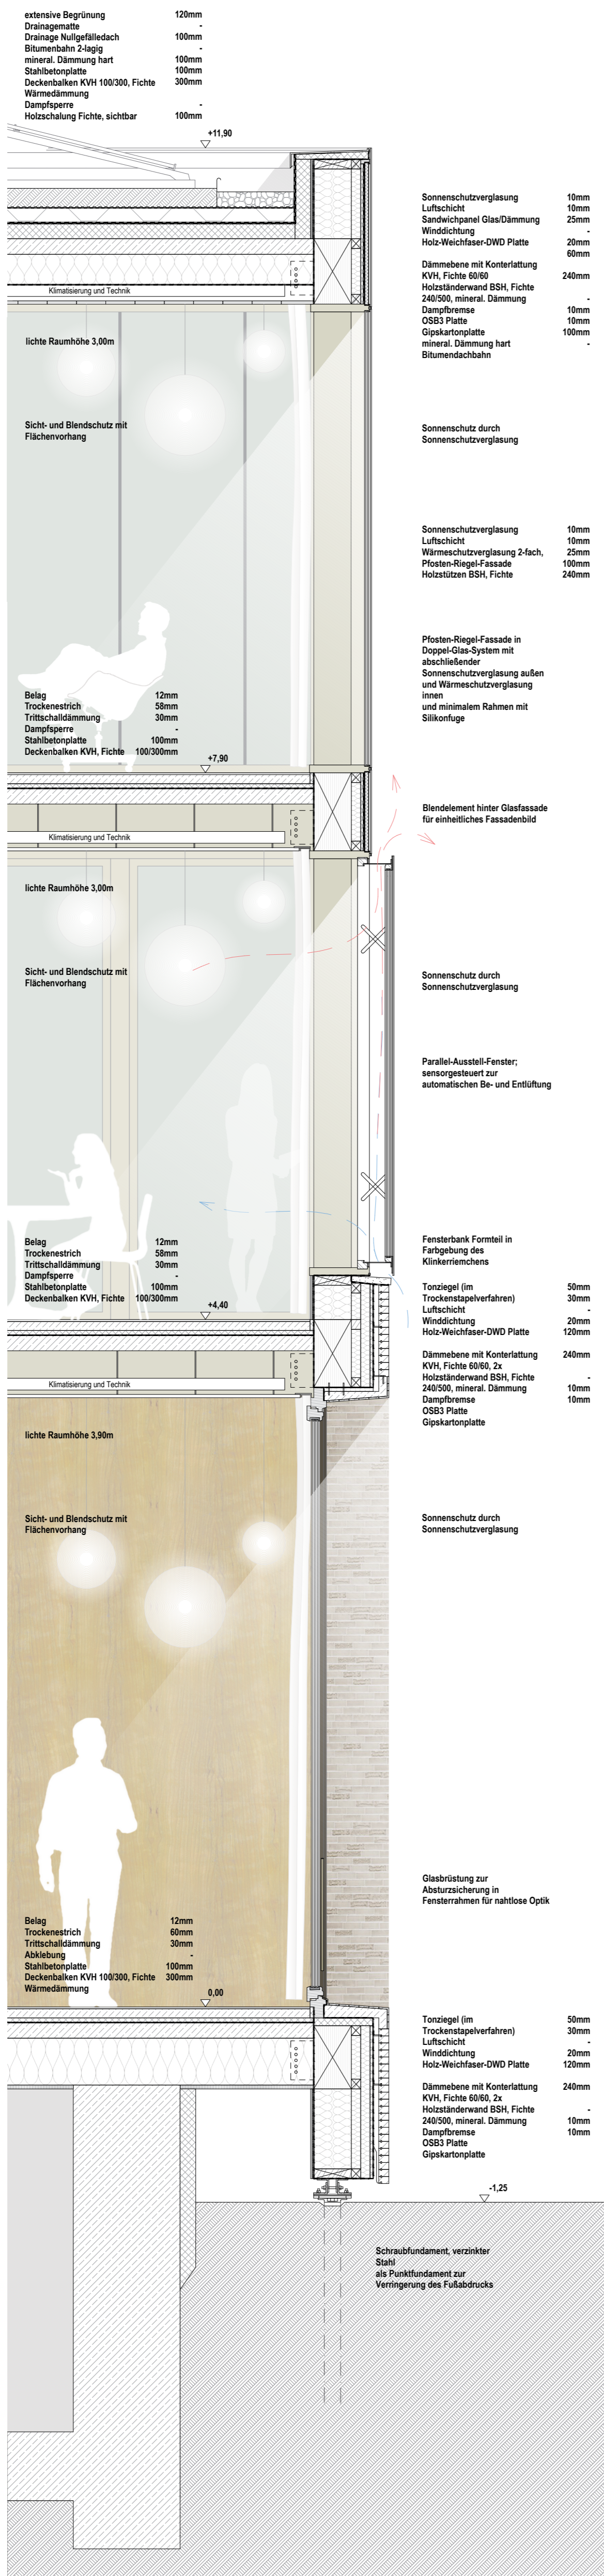 extensive Begrünung 120mm
Drainagematte -
Drainage Nullgefälledach 100mm
Bitumenbahn 2-lagig -
mineral. Dämmung hart 100mm
Stahlbetonplatte 100mm
Deckenbalken KVH 100/300, Fichte 300mm
Wärmedämmung
Dampfsperre -
Holzschalung Fichte, sichtbar 100mm
+11,90
Sonnenschutzverglasung 10mm
Luftschicht 10mm
Sandwichpanel Glas/Dämmung 25mm
Winddichtung -
Holz-Weichfaser-DWD Platte 20mm
60mm
Dämmebene mit Konterlattung
KVH, Fichte 60/60 240mm
Holzständerwand BSH, Fichte
240/500, mineral. Dämmung -
Dampfbremse 10mm
OSB3 Platte 10mm
Gipskartonplatte 100mm
mineral. Dämmung hart -
Bitumendachbahn
Klimatisierung und Technik
lichte Raumhöhe 3,00m
Sicht- und Blendschutz mit
Flächenvorhang
Sonnenschutz durch
Sonnenschutzverglasung
Sonnenschutzverglasung 10mm
Luftschicht 10mm
Wärmeschutzverglasung 2-fach, 25mm
Pfosten-Riegel-Fassade 100mm
Holzstützen BSH, Fichte 240mm
Pfosten-Riegel-Fassade in
Doppel-Glas-System mit
abschließender
Sonnenschutzverglasung außen
und Wärmeschutzverglasung
innen
und minimalem Rahmen mit
Silikonfuge
Belag 12mm
Trockenestrich 58mm
Trittschalldämmung 30mm
Dampfsperre -
Stahlbetonplatte 100mm
Deckenbalken KVH, Fichte 100/300mm
+7,90
Blendelement hinter Glasfassade
für einheitliches Fassadenbild
Klimatisierung und Technik
lichte Raumhöhe 3,00m
Sicht- und Blendschutz mit
Flächenvorhang
Sonnenschutz durch
Sonnenschutzverglasung
Parallel-Ausstell-Fenster;
sensorgesteuert zur
automatischen Be- und Entlüftung
Belag 12mm
Trockenestrich 58mm
Trittschalldämmung 30mm
Dampfsperre -
Stahlbetonplatte 100mm
Deckenbalken KVH, Fichte 100/300mm
+4,40
Fensterbank Formteil in
Farbgebung des
Klinkerriemchens
Tonziegel (im 50mm
Trockenstapelverfahren) 30mm
Luftschicht -
Winddichtung 20mm
Holz-Weichfaser-DWD Platte 120mm
Dämmebene mit Konterlattung 240mm
KVH, Fichte 60/60, 2x
Holzständerwand BSH, Fichte -
240/500, mineral. Dämmung 10mm
Dampfbremse 10mm
OSB3 Platte
Gipskartonplatte
Klimatisierung und Technik
lichte Raumhöhe 3,90m
Sicht- und Blendschutz mit
Flächenvorhang
Sonnenschutz durch
Sonnenschutzverglasung
Glasbrüstung zur
Absturzsicherung in
Fensterrahmen für nahtlose Optik
Belag 12mm
Trockenestrich 60mm
Trittschalldämmung 30mm
Abklebung -
Stahlbetonplatte 100mm
Deckenbalken KVH 100/300, Fichte 300mm
Wärmedämmung
0,00
Tonziegel (im 50mm
Trockenstapelverfahren) 30mm
Luftschicht -
Winddichtung 20mm
Holz-Weichfaser-DWD Platte 120mm
Dämmebene mit Konterlattung 240mm
KVH, Fichte 60/60, 2x
Holzständerwand BSH, Fichte -
240/500, mineral. Dämmung 10mm
Dampfbremse 10mm
OSB3 Platte
Gipskartonplatte
-1,25
Schraubfundament, verzinkter
Stahl
als Punktfundament zur
Verringerung des Fußabdrucks